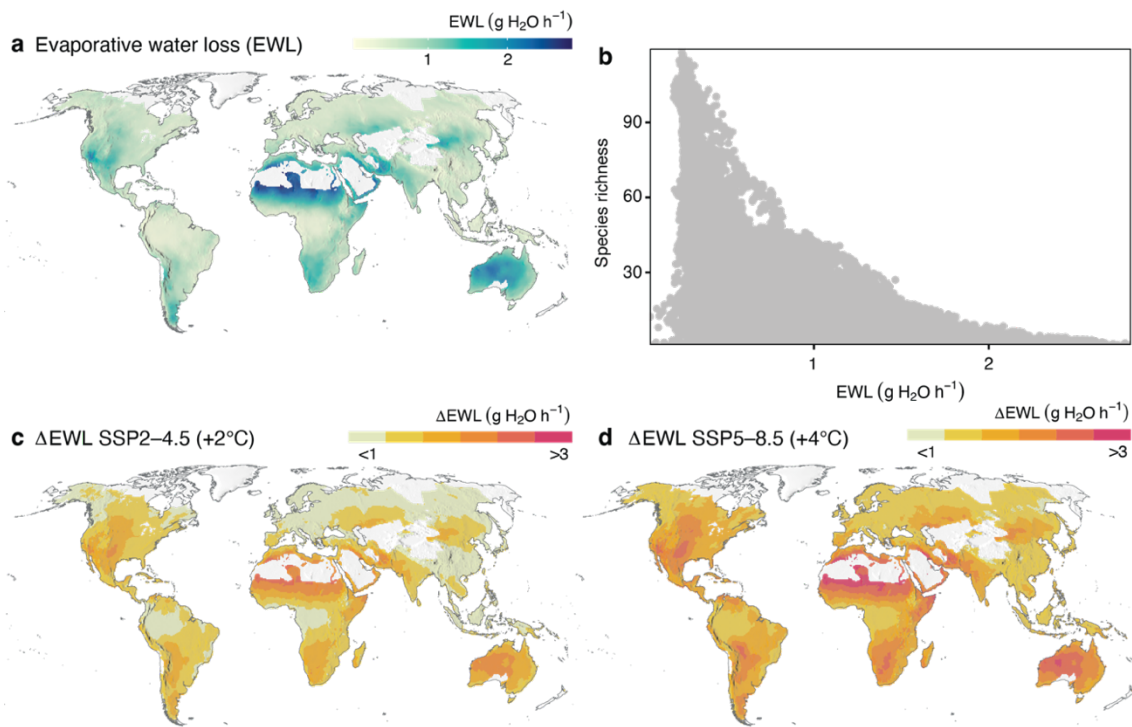 EWL (g H₂O h⁻¹)
a Evaporative water loss (EWL)
1 2
b
Species richness
90
60
30
1 2
EWL (g H₂O h⁻¹)
ΔEWL (g H₂O h⁻¹)
c ΔEWL SSP2–4.5 (+2°C)
<1 >3
ΔEWL (g H₂O h⁻¹)
d ΔEWL SSP5–8.5 (+4°C)
<1 >3